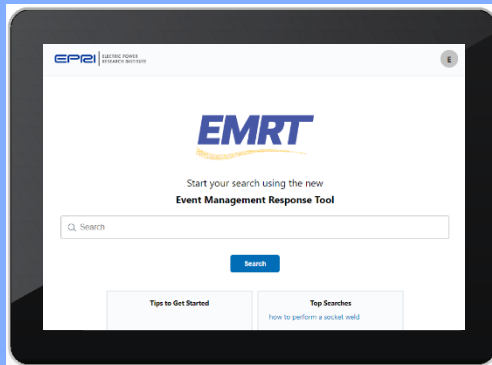 EPRI ELECTRIC POWER
RESEARCH INSTITUTE
E
EMRT
Start your search using the new
Event Management Response Tool
Search
Search
Tips to Get Started
Top Searches
how to perform a socket weld